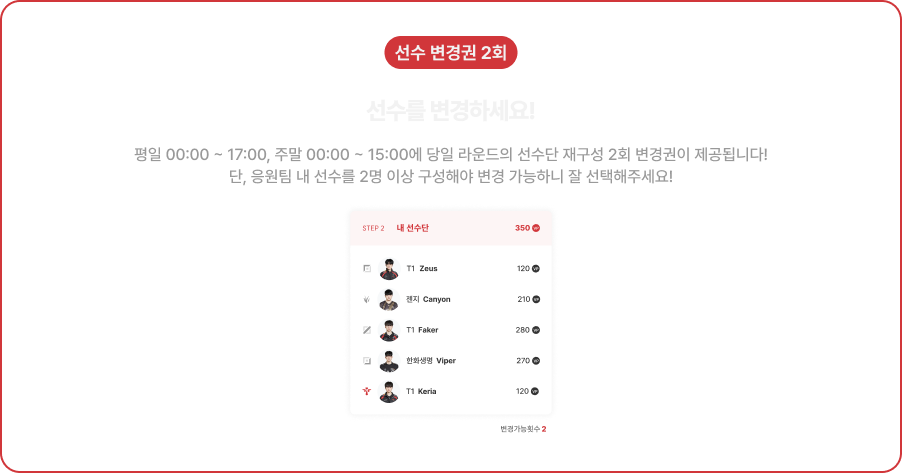 선수 변경권 2회
선수를 변경하세요!
평일 00:00 ~ 17:00, 주말 00:00 ~ 15:00에 당일 라운드의 선수단 재구성 2회 변경권이 제공됩니다!
단, 응원팀 내 선수를 2명 이상 구성해야 변경 가능하니 잘 선택해주세요!
STEP 2 내 선수단 350
T1 Zeus 120
젠지 Canyon 210
T1 Faker 280
한화생명 Viper 270
T1 Keria 120
변경가능횟수 2